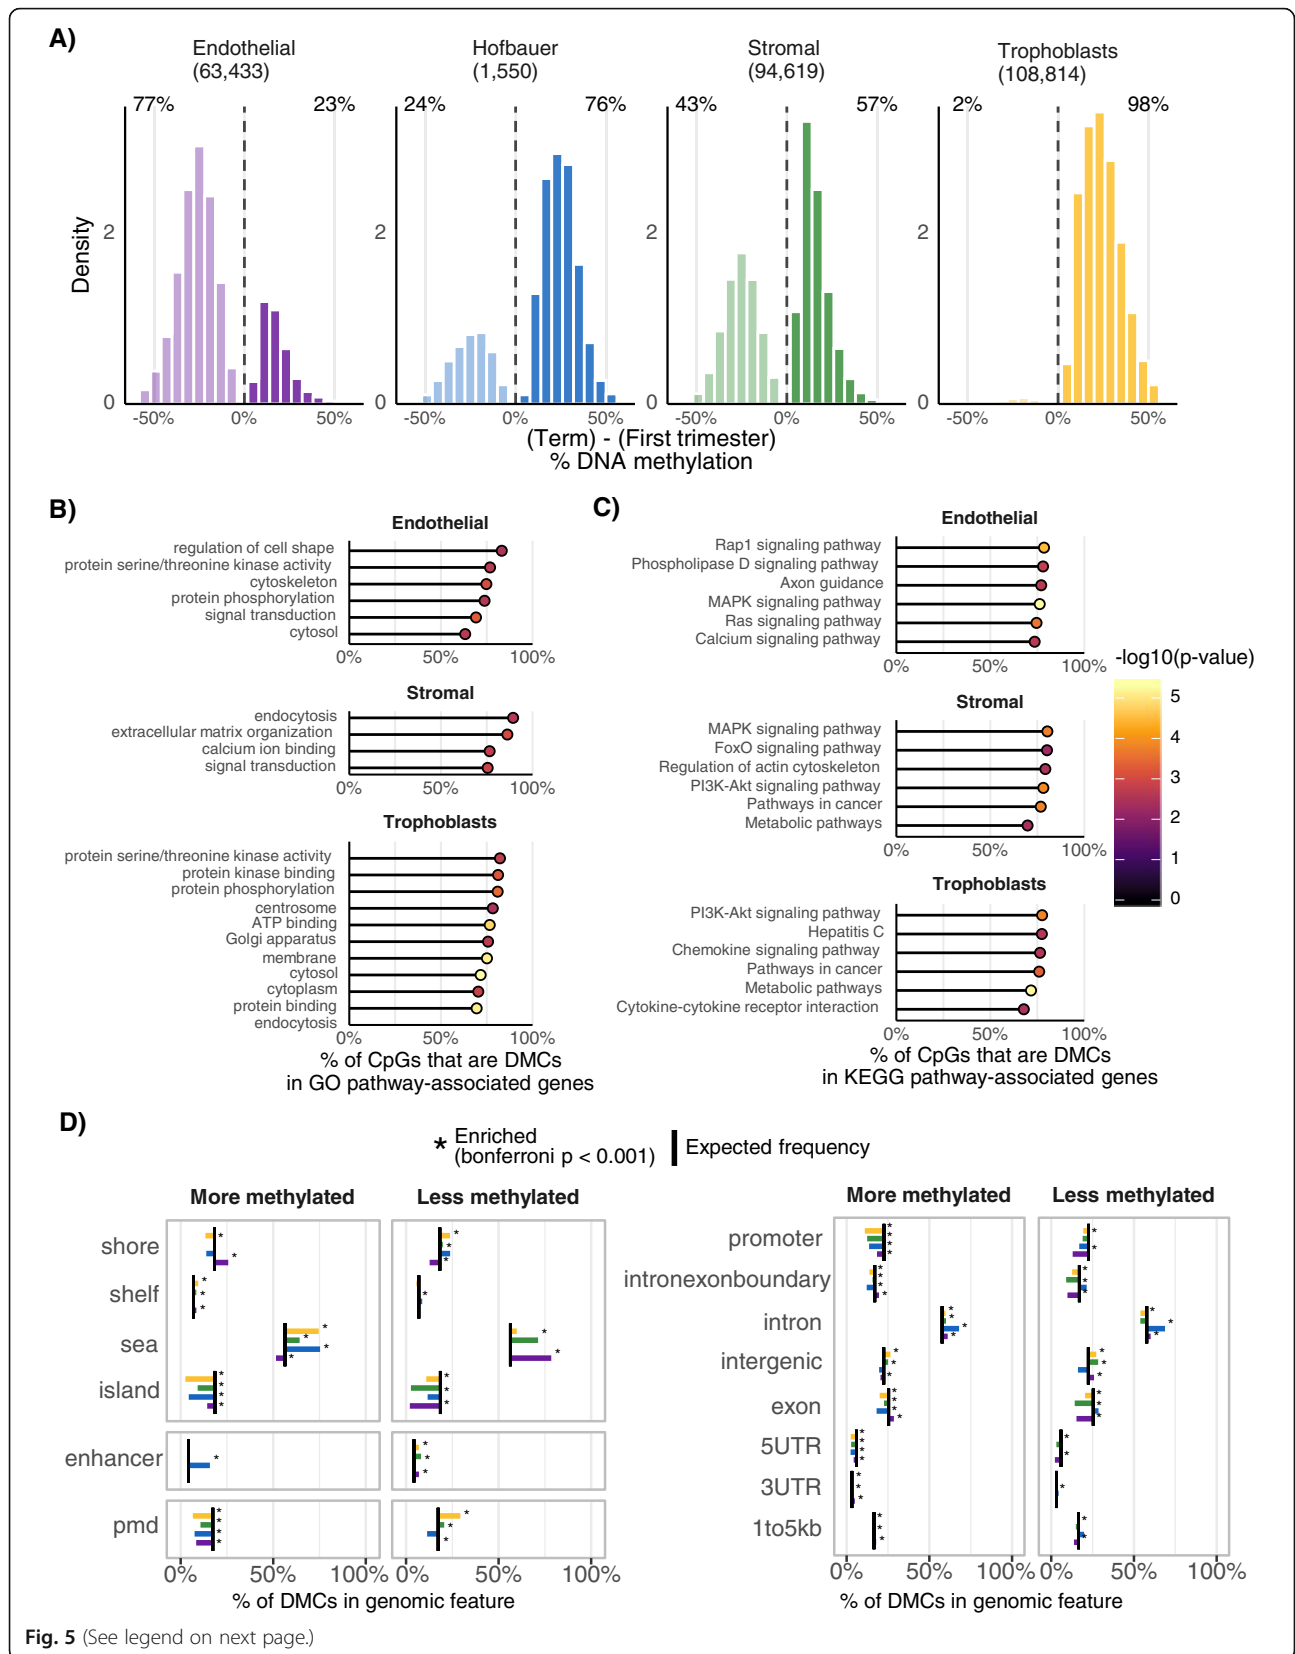 A)
Endothelial
(63,433)
Hofbauer
(1,550)
Stromal
(94,619)
Trophoblasts
(108,814)
77% 23% 24% 76% 43% 57% 2% 98%
Density
2 2 2 2
0 0 0 0
-50% 0% 50% -50% 0% 50% -50% 0% 50% -50% 0% 50%
(Term) - (First trimester)
% DNA methylation
B)
Endothelial
regulation of cell shape
protein serine/threonine kinase activity
cytoskeleton
protein phosphorylation
signal transduction
cytosol
0% 50% 100%
Stromal
endocytosis
extracellular matrix organization
calcium ion binding
signal transduction
0% 50% 100%
Trophoblasts
protein serine/threonine kinase activity
protein kinase binding
protein phosphorylation
centrosome
ATP binding
Golgi apparatus
membrane
cytosol
cytoplasm
protein binding
endocytosis
0% 50% 100%
% of CpGs that are DMCs
in GO pathway-associated genes
C)
Endothelial
Rap1 signaling pathway
Phospholipase D signaling pathway
Axon guidance
MAPK signaling pathway
Ras signaling pathway
Calcium signaling pathway
0% 50% 100%
Stromal
MAPK signaling pathway
FoxO signaling pathway
Regulation of actin cytoskeleton
PI3K-Akt signaling pathway
Pathways in cancer
Metabolic pathways
0% 50% 100%
Trophoblasts
PI3K-Akt signaling pathway
Hepatitis C
Chemokine signaling pathway
Pathways in cancer
Metabolic pathways
Cytokine-cytokine receptor interaction
0% 50% 100%
% of CpGs that are DMCs
in KEGG pathway-associated genes
-log10(p-value)
5
4
3
2
1
0
D)
* Enriched
(bonferroni p < 0.001)
Expected frequency
More methylated Less methylated
shore
shelf
sea
island
enhancer
pmd
0% 50% 100% 0% 50% 100%
% of DMCs in genomic feature
More methylated Less methylated
promoter
intronexonboundary
intron
intergenic
exon
5UTR
3UTR
1to5kb
0% 50% 100% 0% 50% 100%
% of DMCs in genomic feature
Fig. 5 (See legend on next page.)